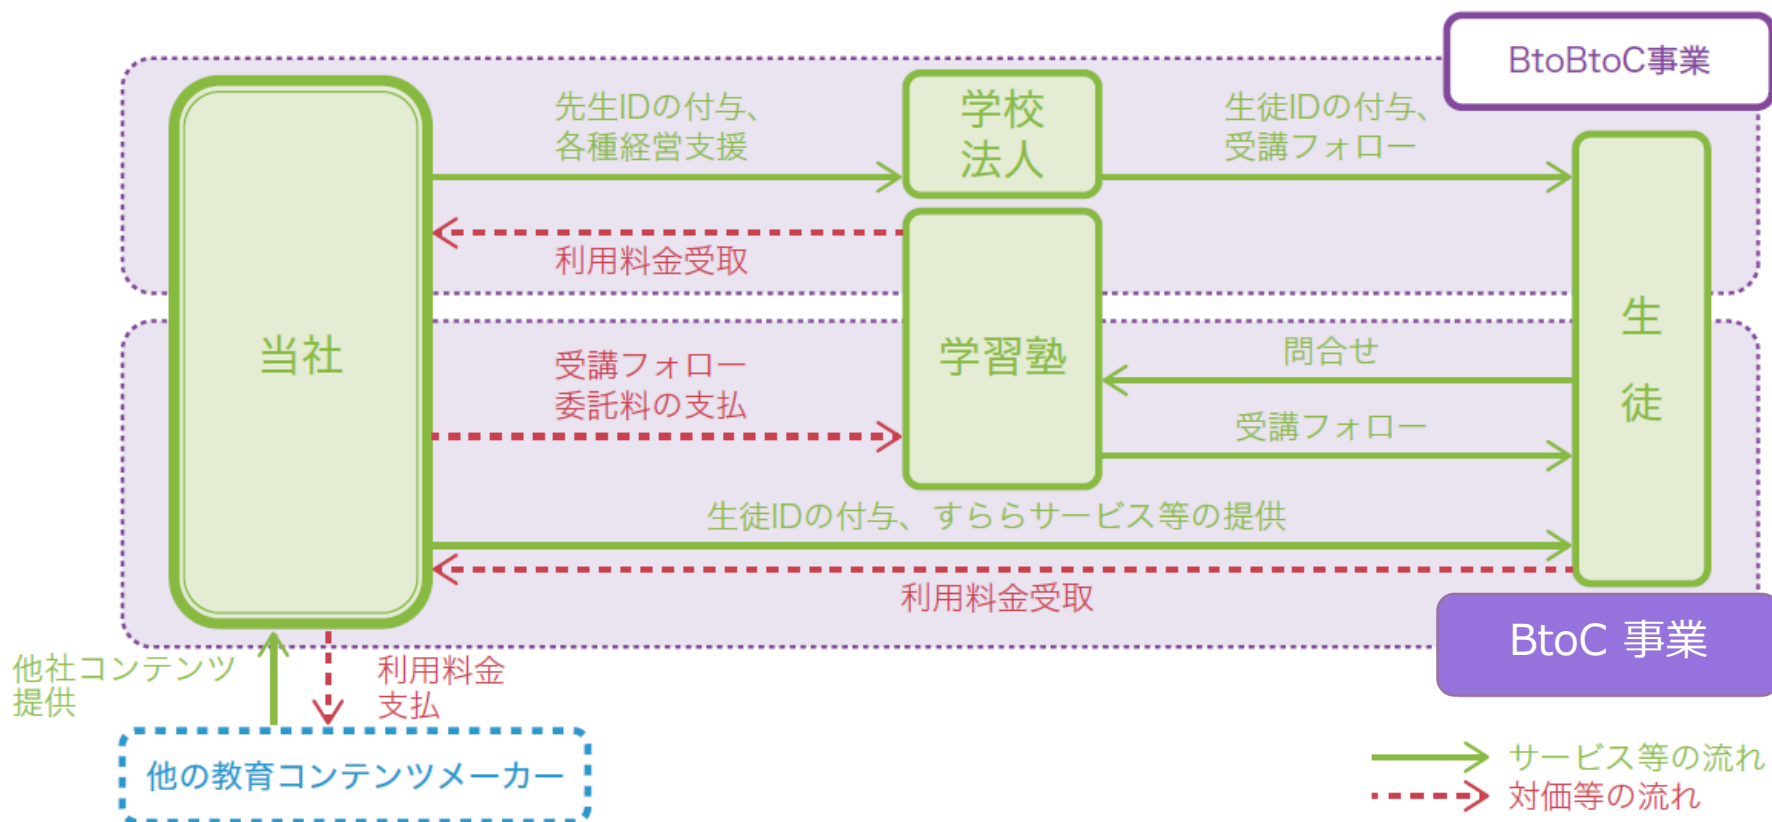 BtoBtoC事業
先生IDの付与、
各種経営支援
学校
法人
生徒IDの付与、
受講フォロー
利用料金受取
当社
受講フォロー
委託料の支払
学習塾
問合せ
受講フォロー
生
徒
生徒IDの付与、すららサービス等の提供
利用料金受取
BtoC 事業
他社コンテンツ
提供
利用料金
支払
他の教育コンテンツメーカー
サービス等の流れ
対価等の流れ